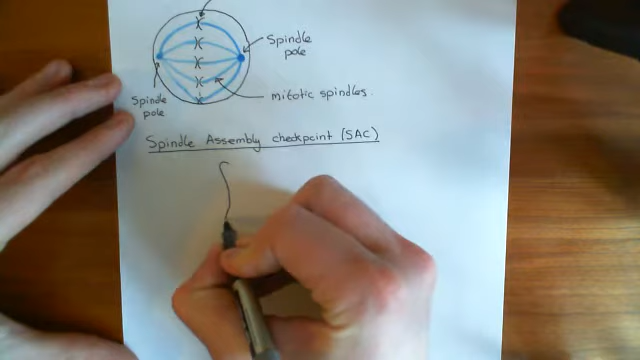 Spindle
pole
Spindle
pole
mitotic spindles.
Spindle Assembly checkpoint (SAC)